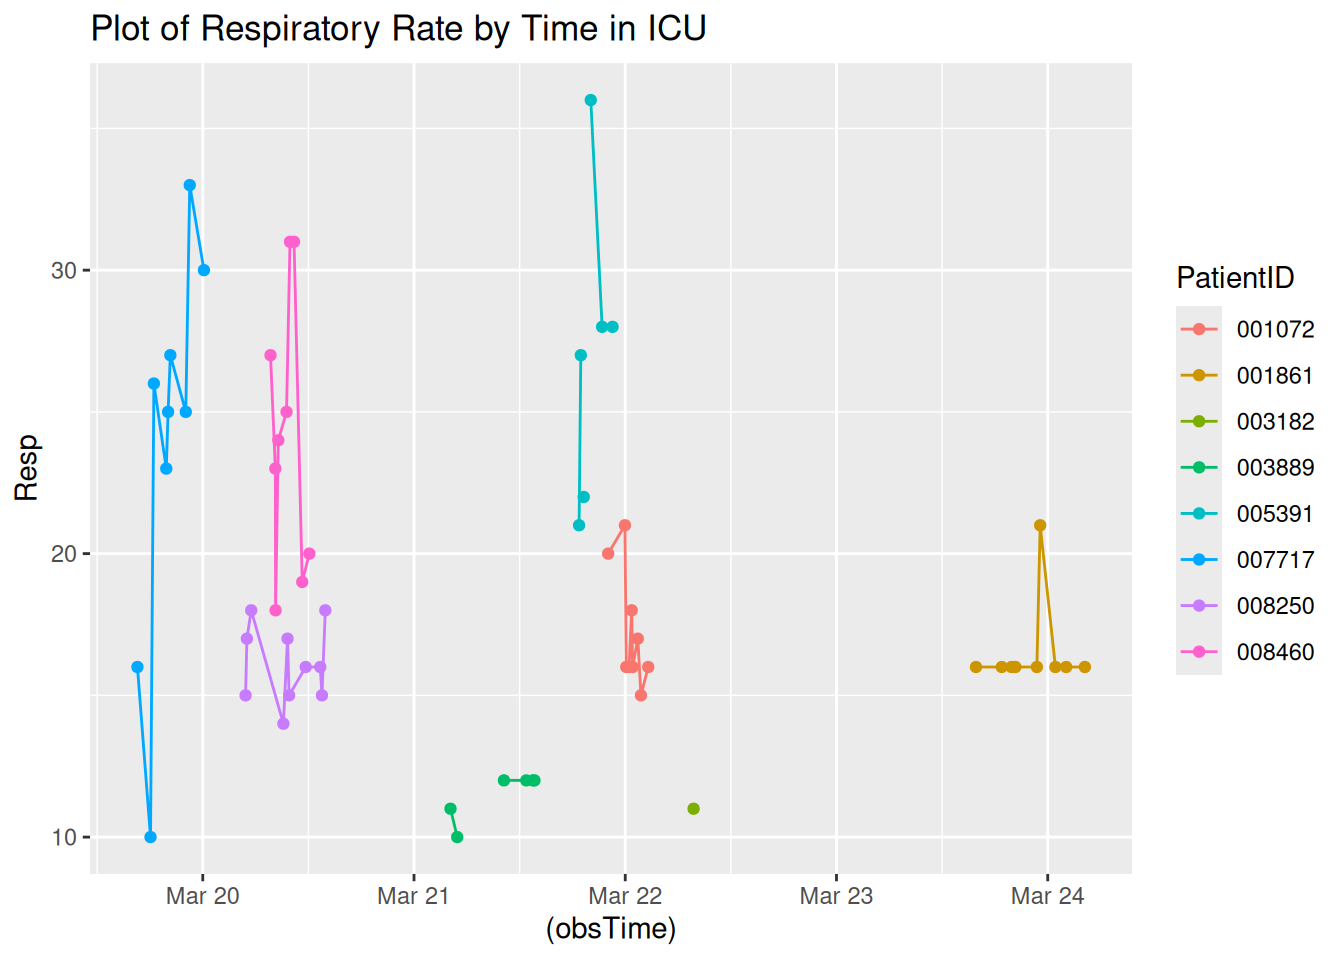 Plot of Respiratory Rate by Time in ICU
Resp
30
20
10
Mar 20 Mar 21 Mar 22 Mar 23 Mar 24
(obsTime)
PatientID
001072
001861
003182
003889
005391
007717
008250
008460